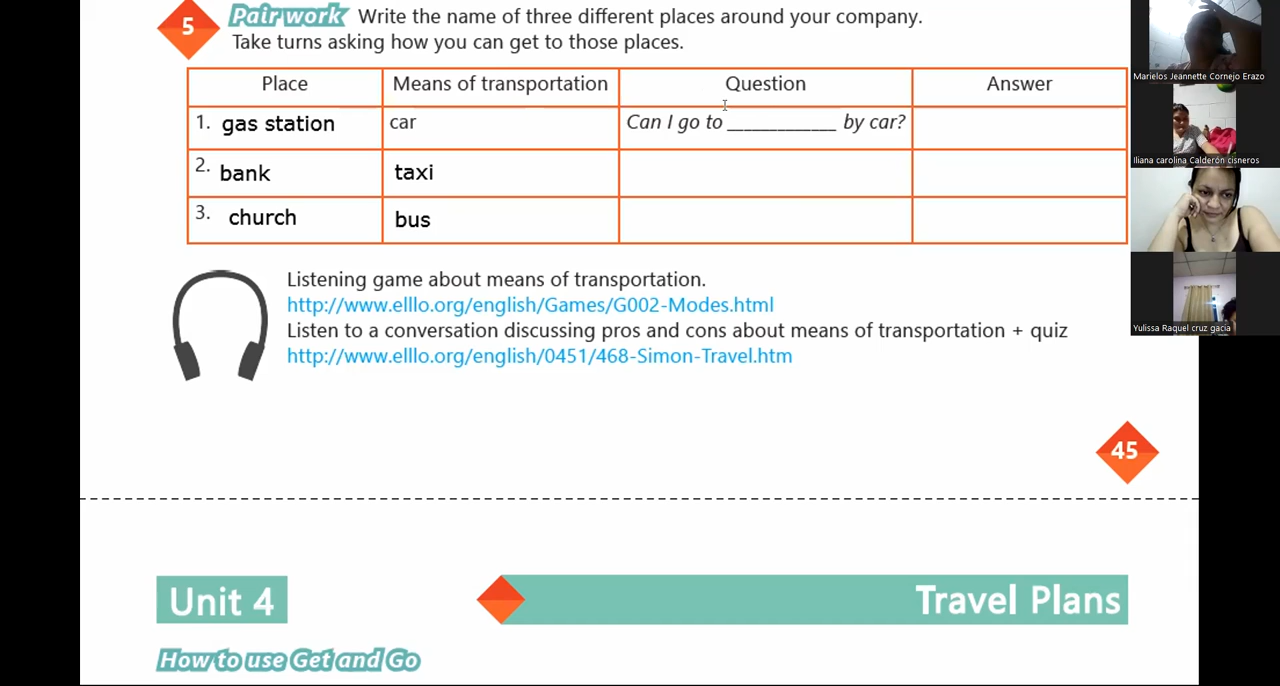 5 Pair work Write the name of three different places around your company.
Take turns asking how you can get to those places.
Place Means of transportation Question Answer
1. gas station car Can I go to _____________ by car?
2. bank taxi
3. church bus
Listening game about means of transportation.
http://www.elllo.org/english/Games/G002-Modes.html
Listen to a conversation discussing pros and cons about means of transportation + quiz
http://www.elllo.org/english/0451/468-Simon-Travel.htm
45
Unit 4 Travel Plans
How to use Get and Go
Marielos Jeannette Cornejo Erazo
Iliana carolina Calderón cisneros
Yulissa Raquel cruz gacia